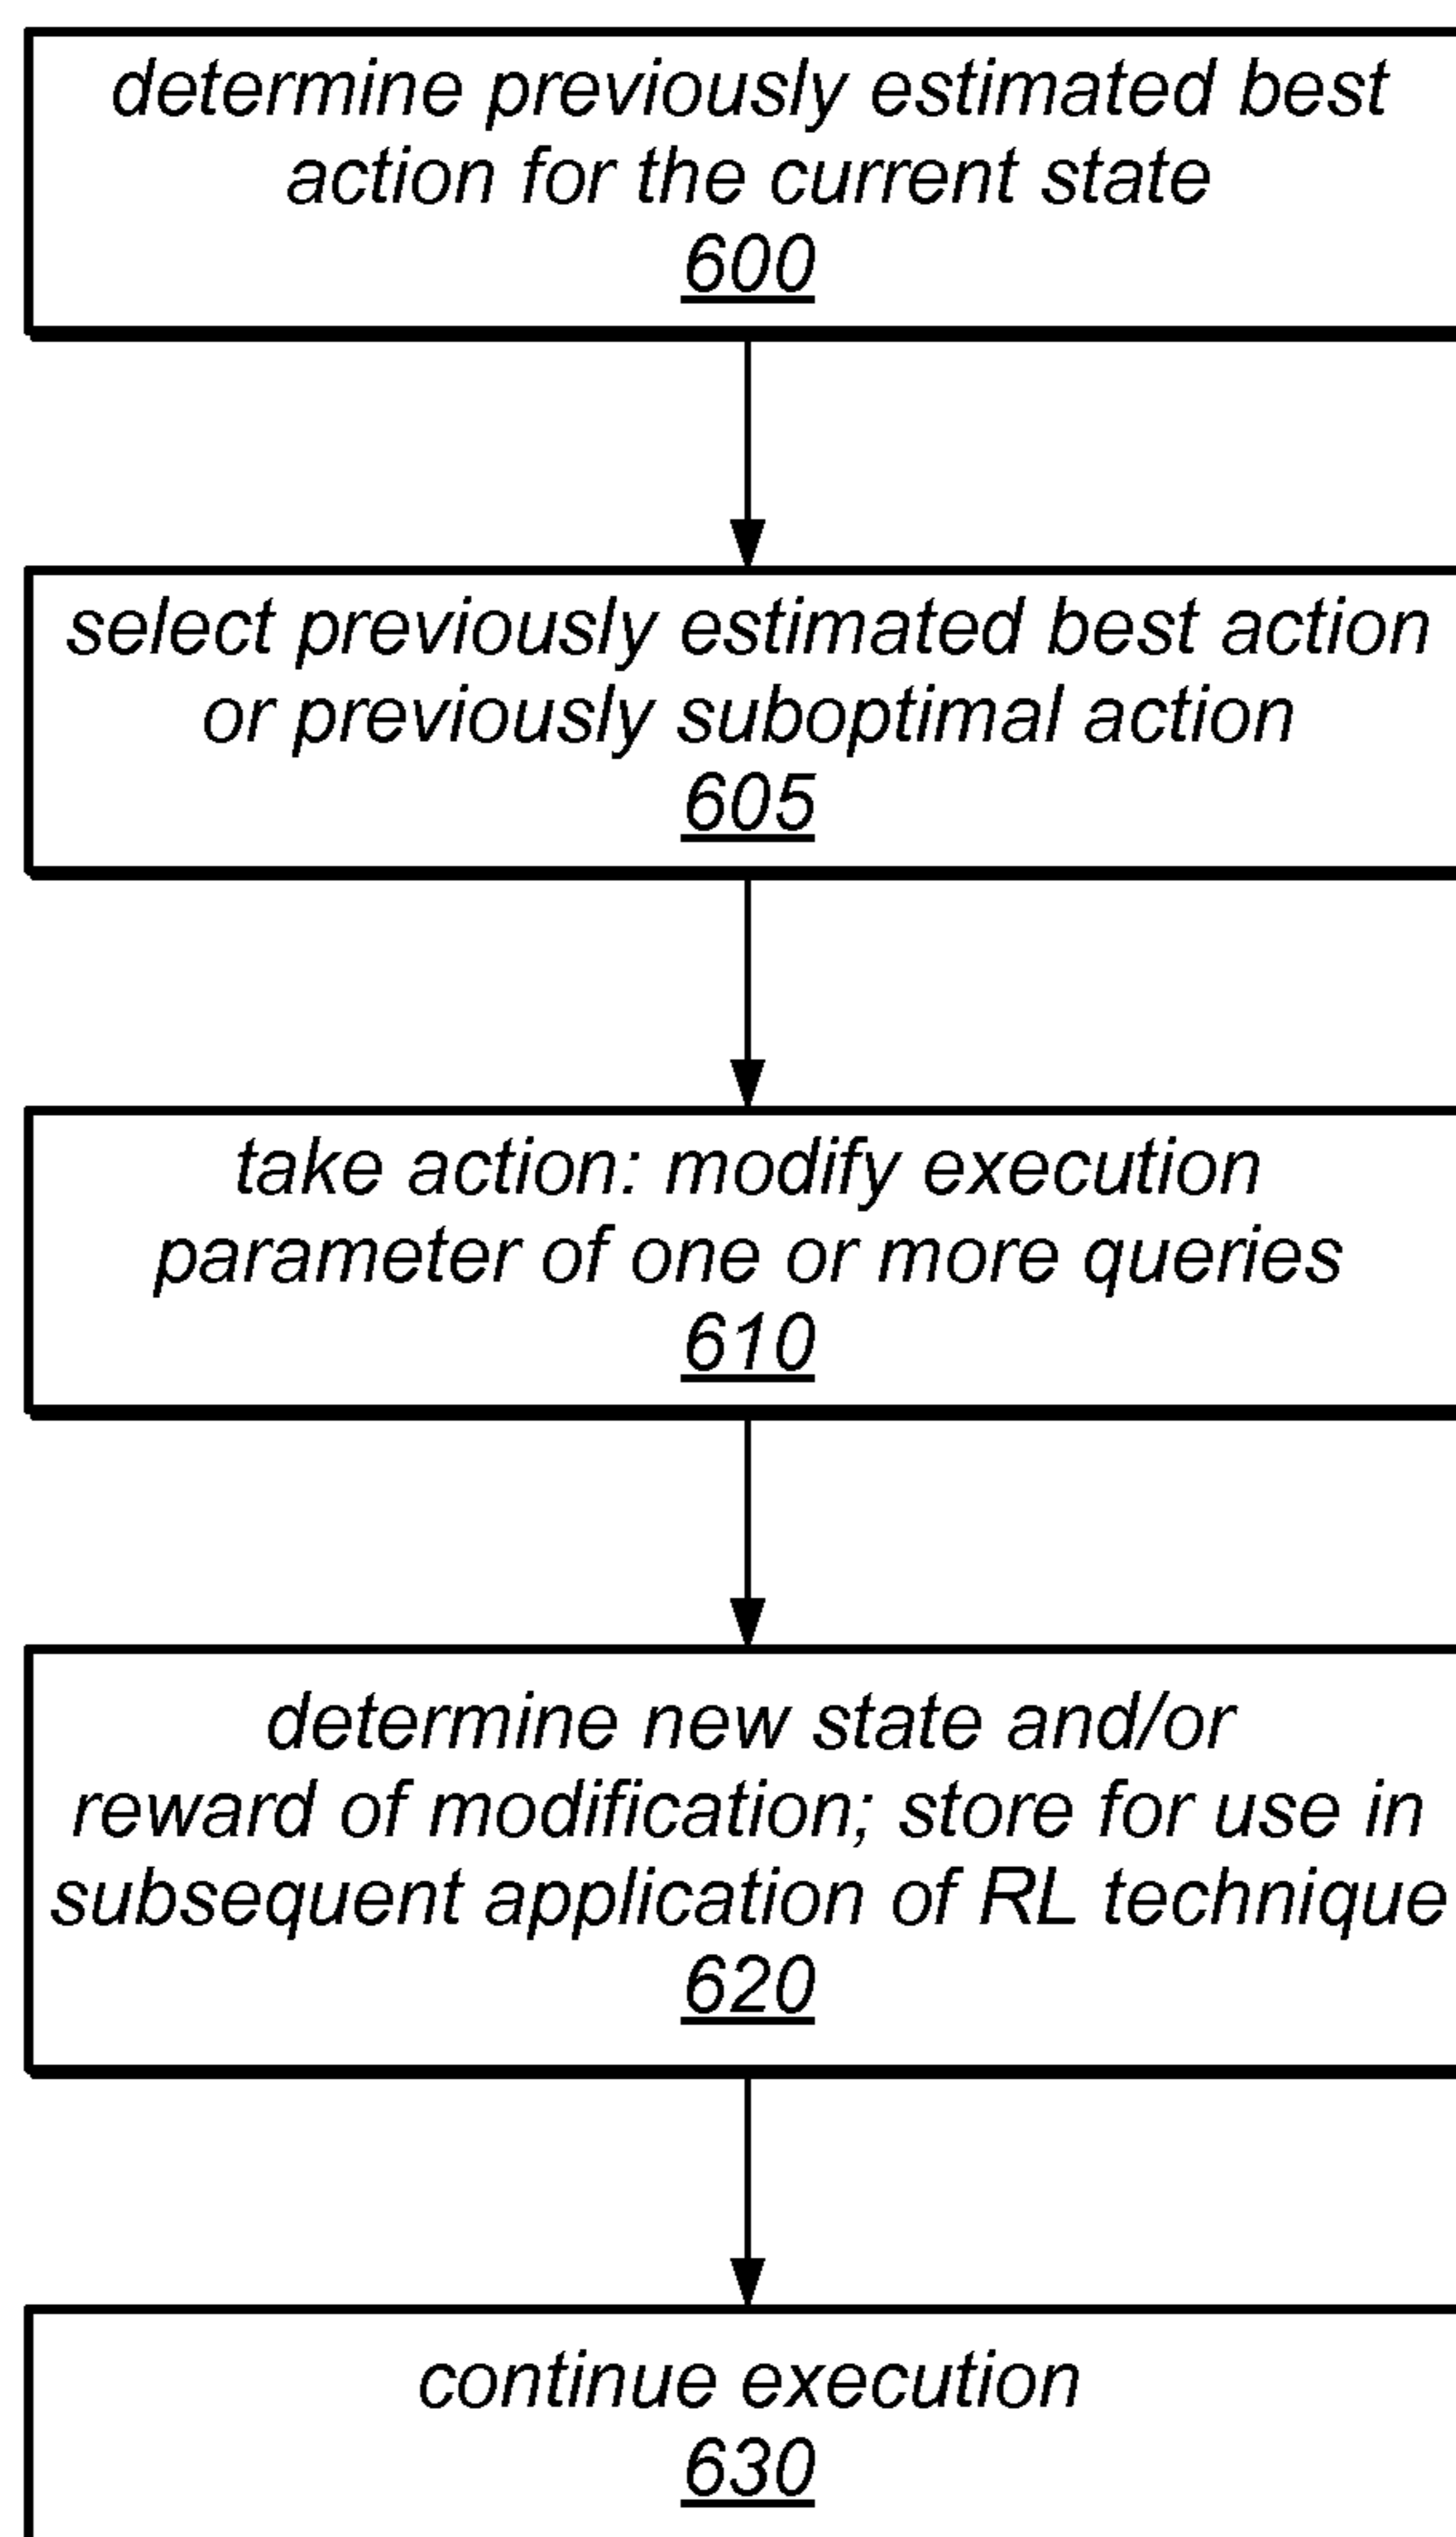 determine previously estimated best
action for the current state
600
select previously estimated best action
or previously suboptimal action
605
take action: modify execution
parameter of one or more queries
610
determine new state and/or
reward of modification; store for use in
subsequent application of RL technique
620
continue execution
630